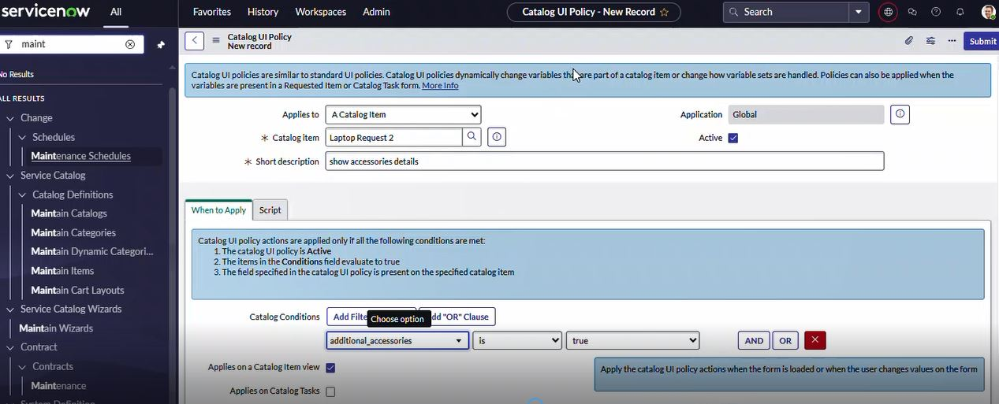 servicenow
All
Favorites History Workspaces Admin
Catalog UI Policy - New Record
Search
maint
No Results
ALL RESULTS
Change
Schedules
Maintenance Schedules
Service Catalog
Catalog Definitions
Maintain Catalogs
Maintain Categories
Maintain Dynamic Categori...
Maintain Items
Maintain Cart Layouts
Service Catalog Wizards
Maintain Wizards
Contract
Contracts
Maintenance
System Definition
Catalog UI Policy
New record
Submit
Catalog UI policies are similar to standard UI policies. Catalog UI policies dynamically change variables that are part of a catalog item or change how variable sets are handled. Policies can also be applied when the
variables are present in a Requested Item or Catalog Task form. More Info
Applies to A Catalog Item Application Global
Catalog item Laptop Request 2 Active
Short description show accessories details
When to Apply Script
Catalog UI policy actions are applied only if all the following conditions are met:
1. The catalog UI policy is Active
2. The items in the Conditions field evaluate to true
3. The field specified in the catalog UI policy is present on the specified catalog item
Catalog Conditions Add "OR" Clause
Choose option
additional_accessories is true AND OR
Applies on a Catalog Item view Apply the catalog UI policy actions when the form is loaded or when the user changes values on the form
Applies on Catalog Tasks